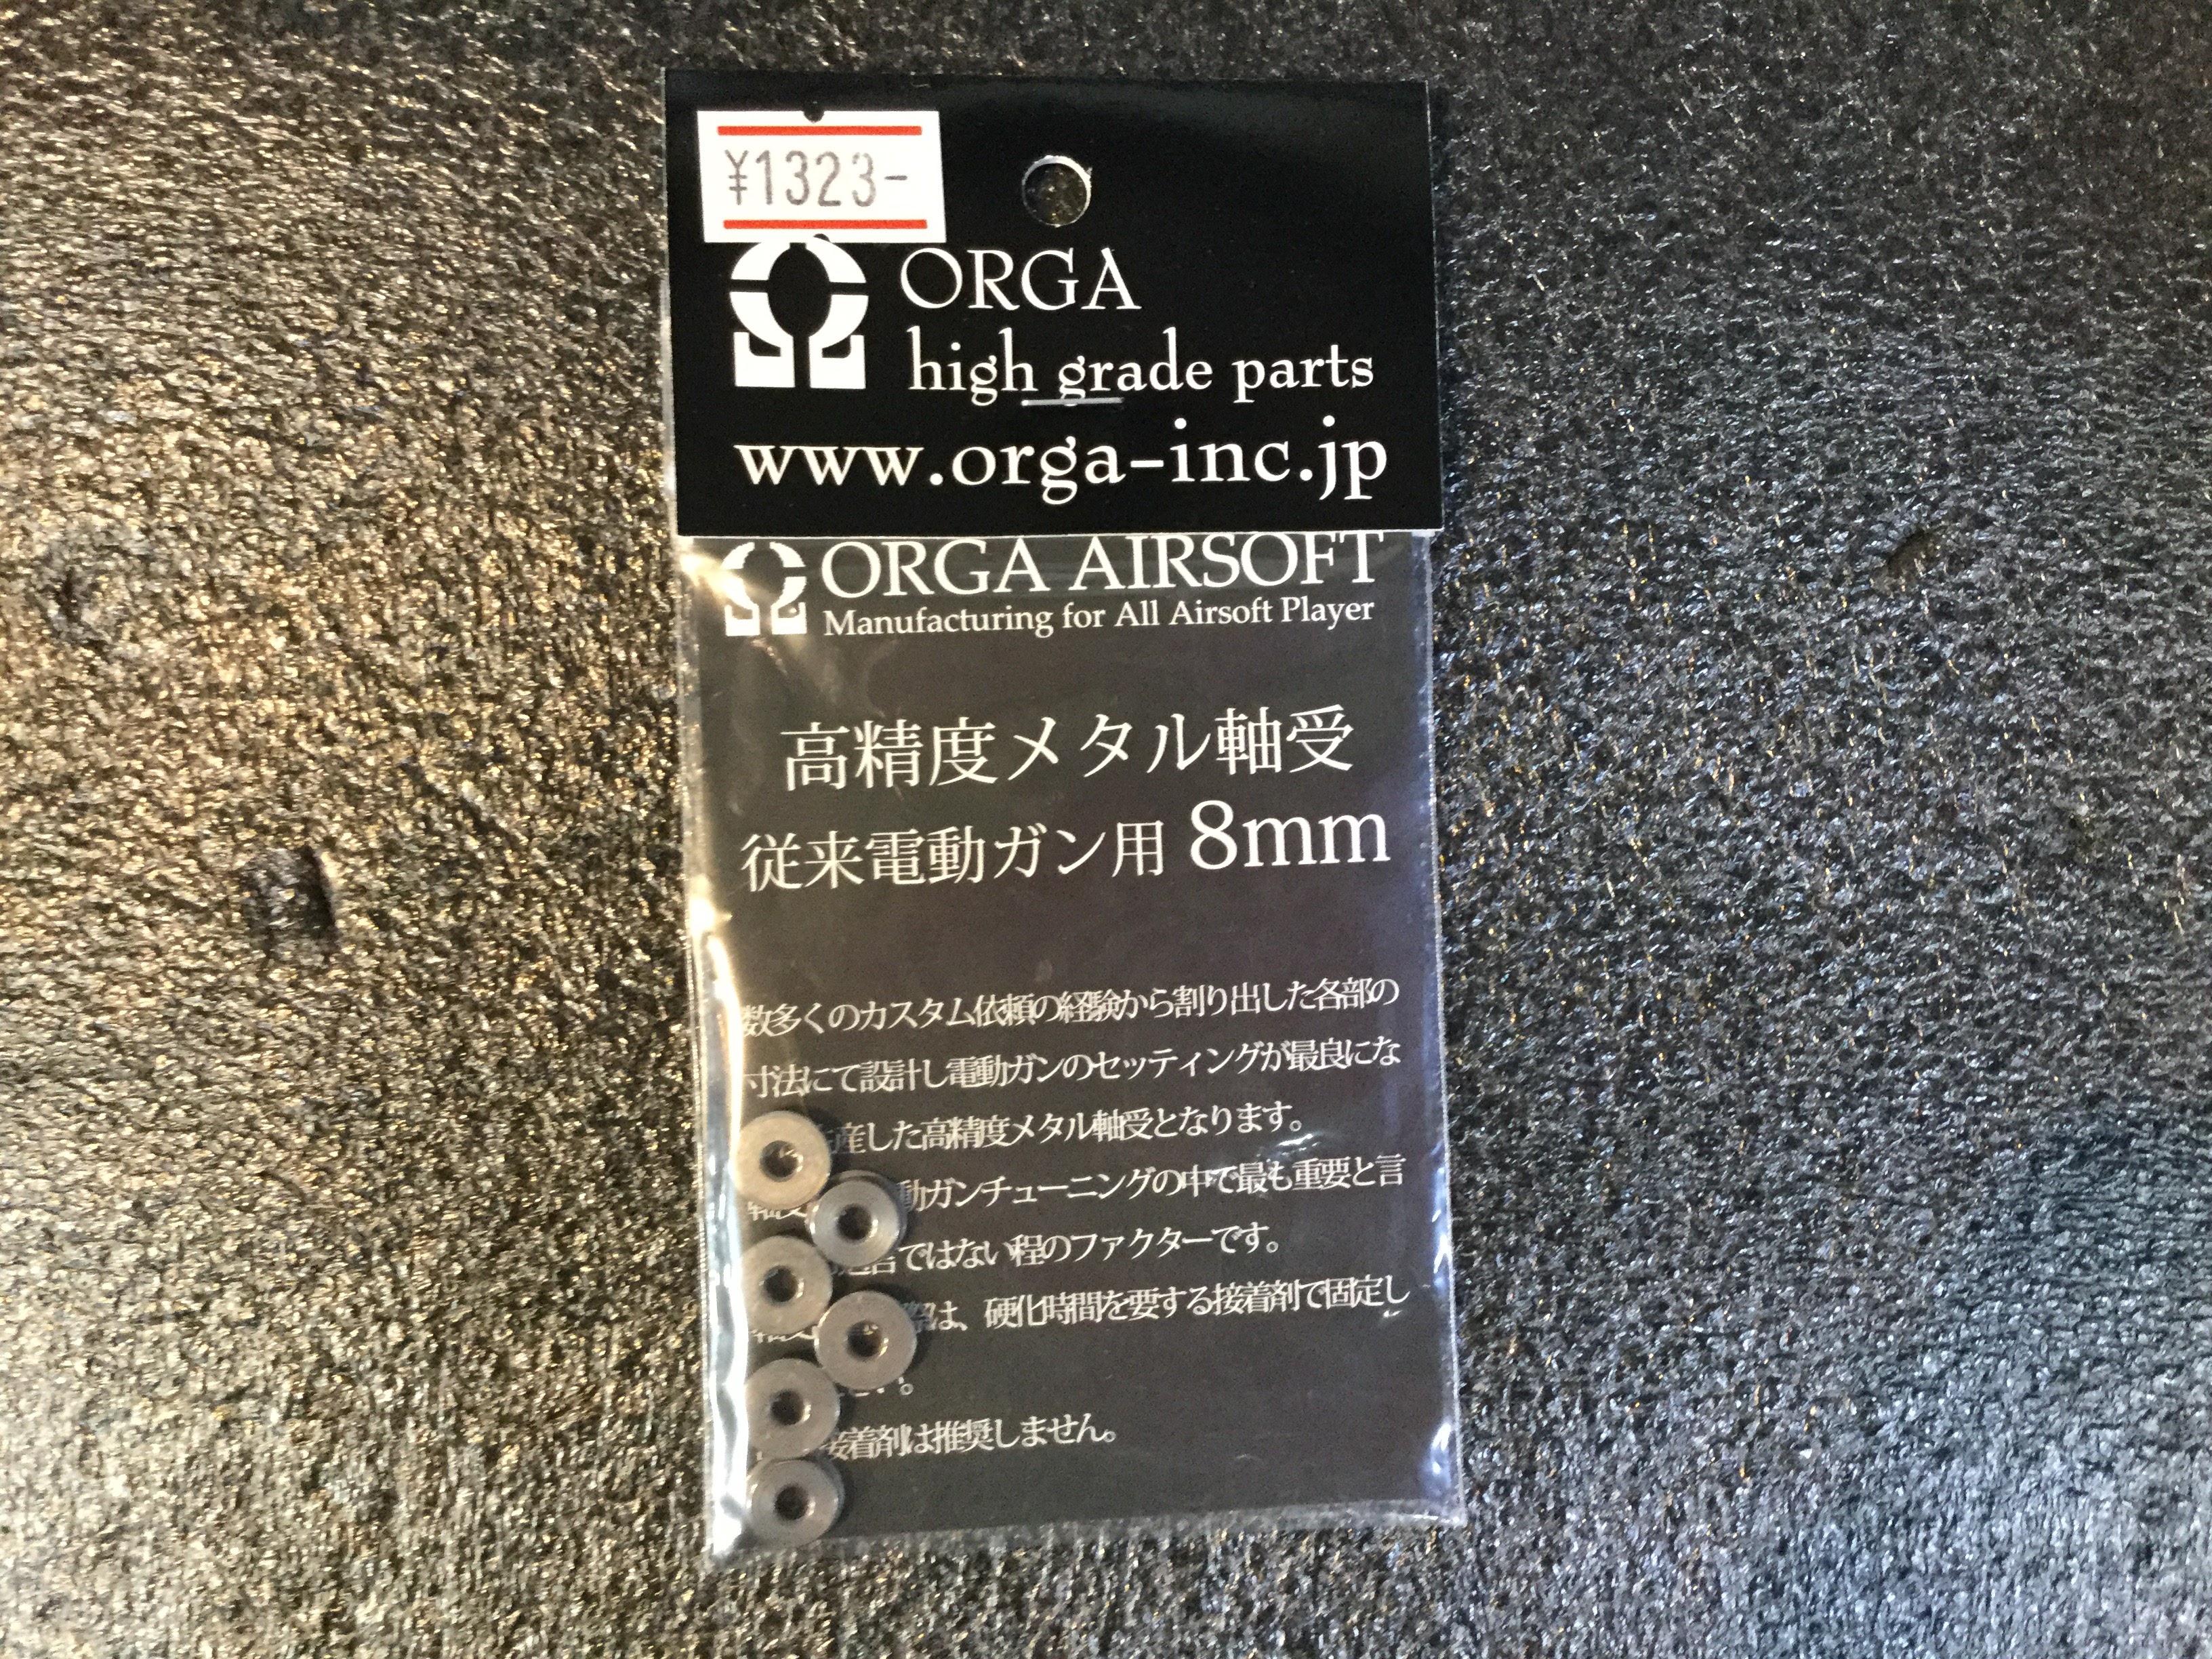 ¥1323-
ORGA
high grade parts
www.orga-inc.jp
ORGA AIRSOFT
Manufacturing for All Airsoft Player
高精度メタル軸受
従来電動ガン用 8mm
数多くのカスタム依頼の経験から割り出した各部の
寸法にて設計し電動ガンのセッティングが最良にな
産した高精度メタル軸受となります。
動ガンチューニングの中で最も重要と言
ではない程のファクターです。
際は、硬化時間を要する接着剤で固定し
。
接着剤は推奨しません。